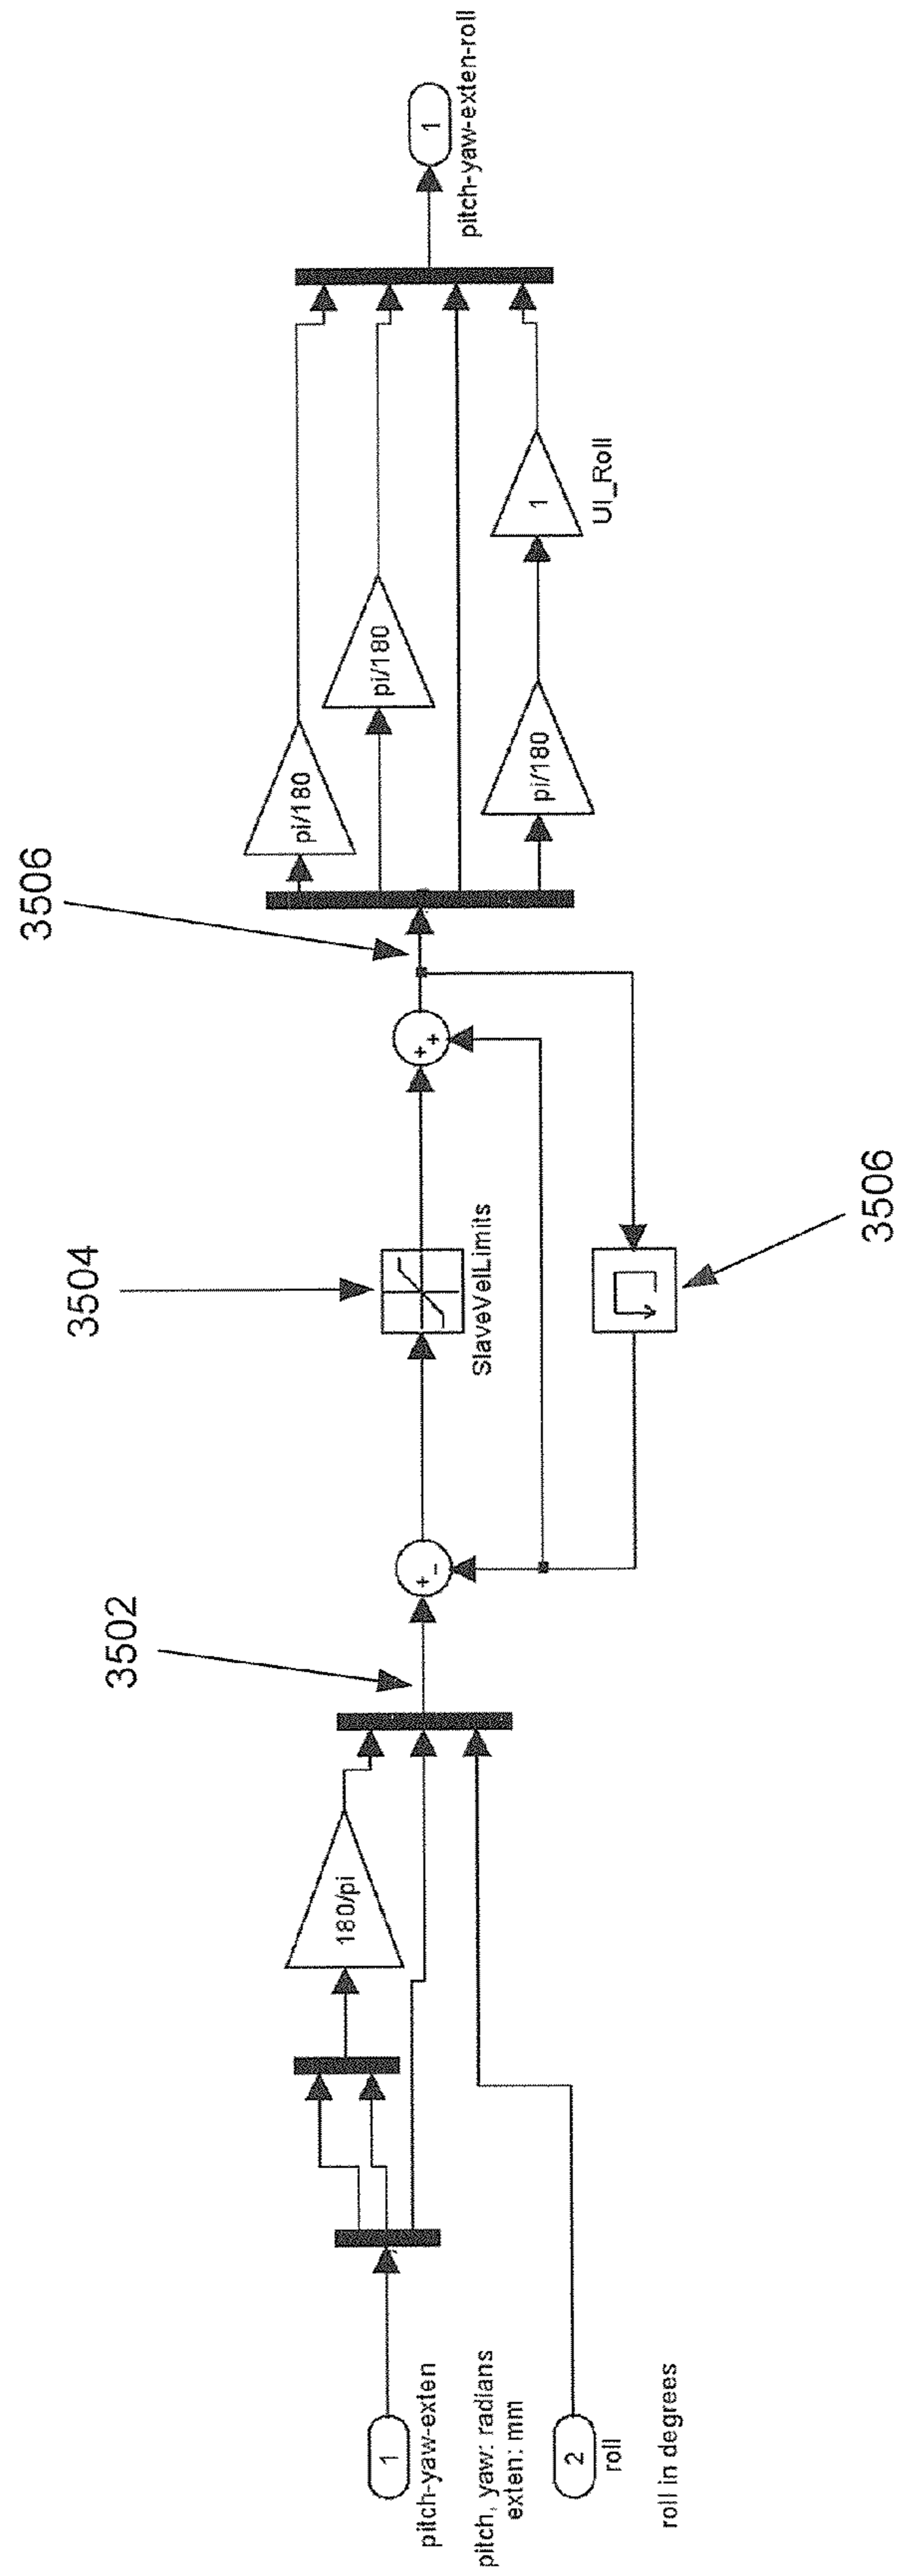 1
pitch-yaw-exten
pitch, yaw: radians
exten: mm
2
roll
roll in degrees
180/pi
3502
+
-
3504
SlaveVelLimits
3506
+
+
3506
pi/180
pi/180
pi/180
1
UI_Roll
1
pitch-yaw-exten-roll